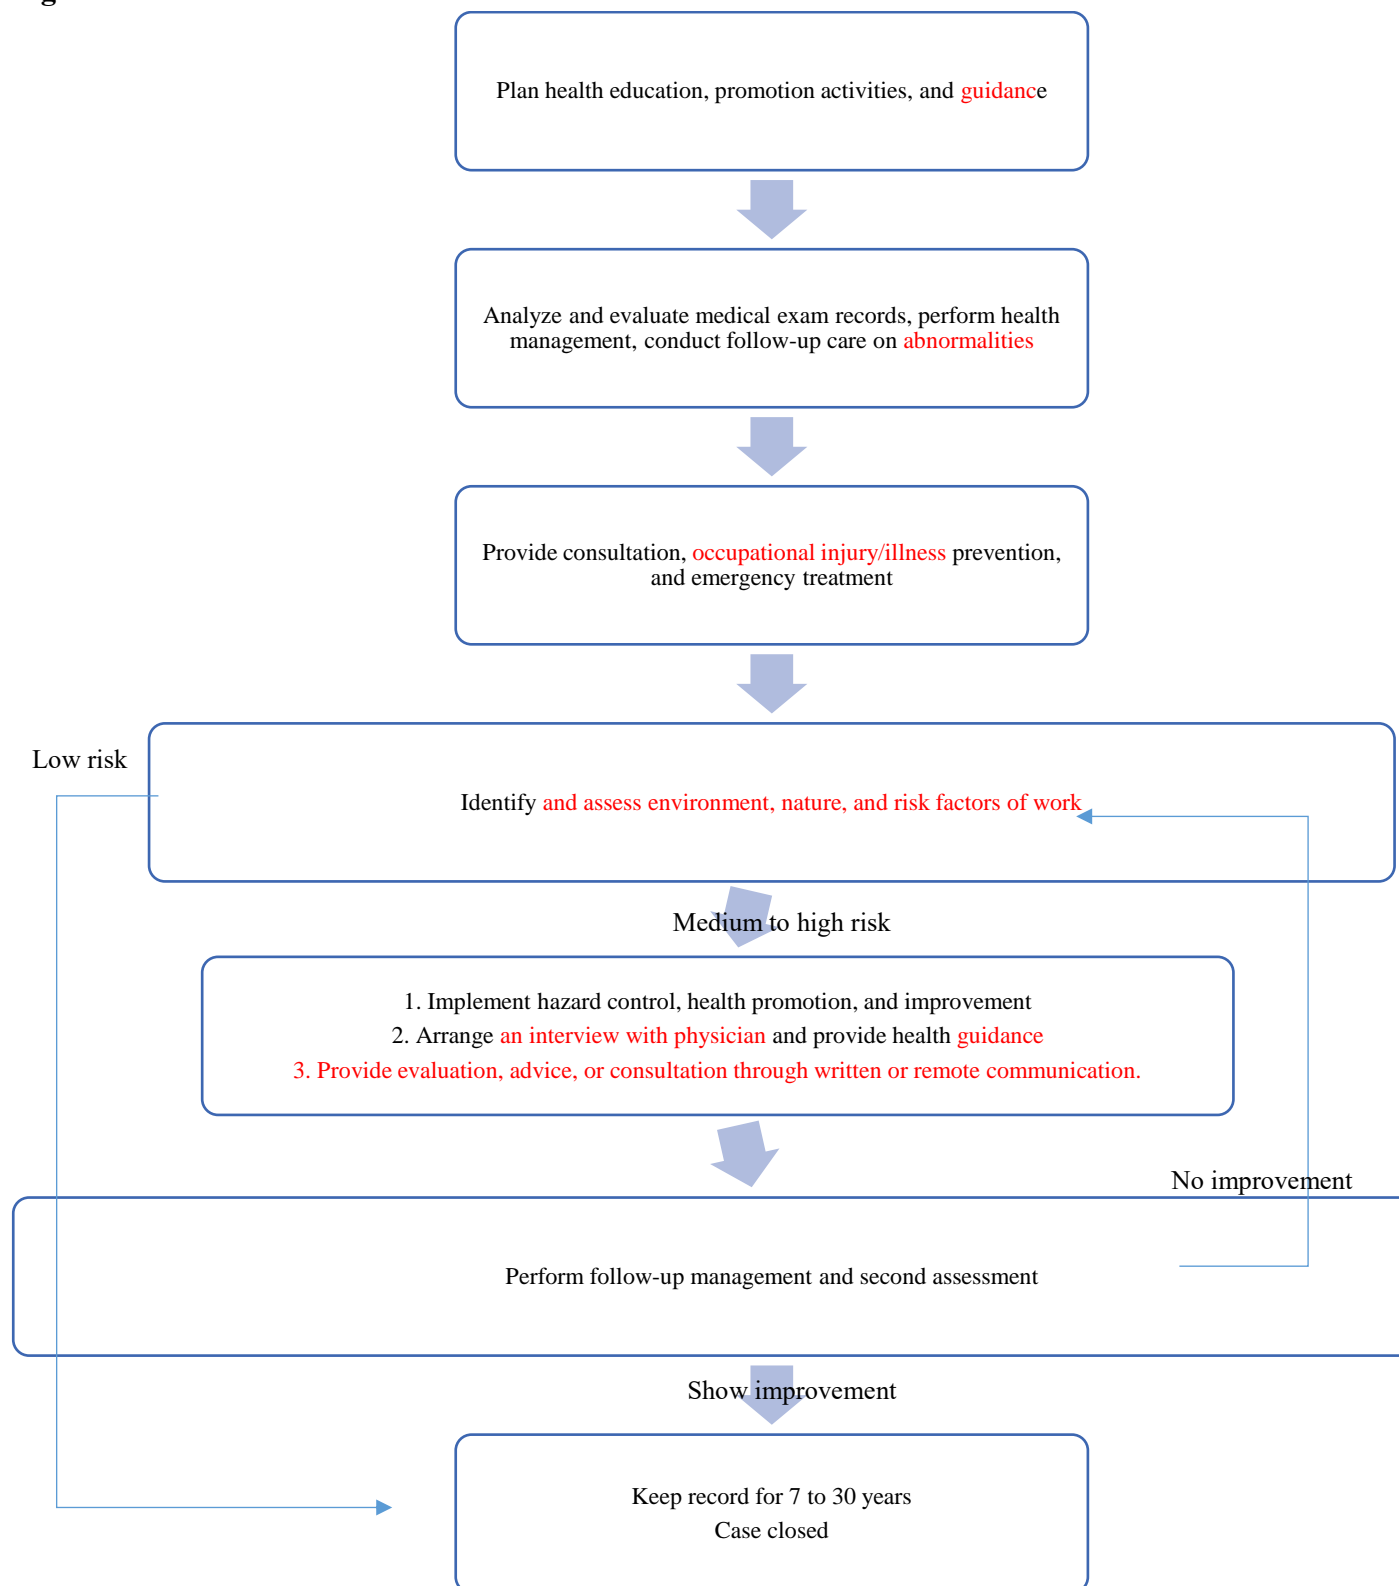 Plan health education, promotion activities, and guidance
Analyze and evaluate medical exam records, perform health
management, conduct follow-up care on abnormalities
Provide consultation, occupational injury/illness prevention,
and emergency treatment
Low risk
Identify and assess environment, nature, and risk factors of work
Medium to high risk
1. Implement hazard control, health promotion, and improvement
2. Arrange an interview with physician and provide health guidance
3. Provide evaluation, advice, or consultation through written or remote communication.
No improvement
Perform follow-up management and second assessment
Show improvement
Keep record for 7 to 30 years
Case closed